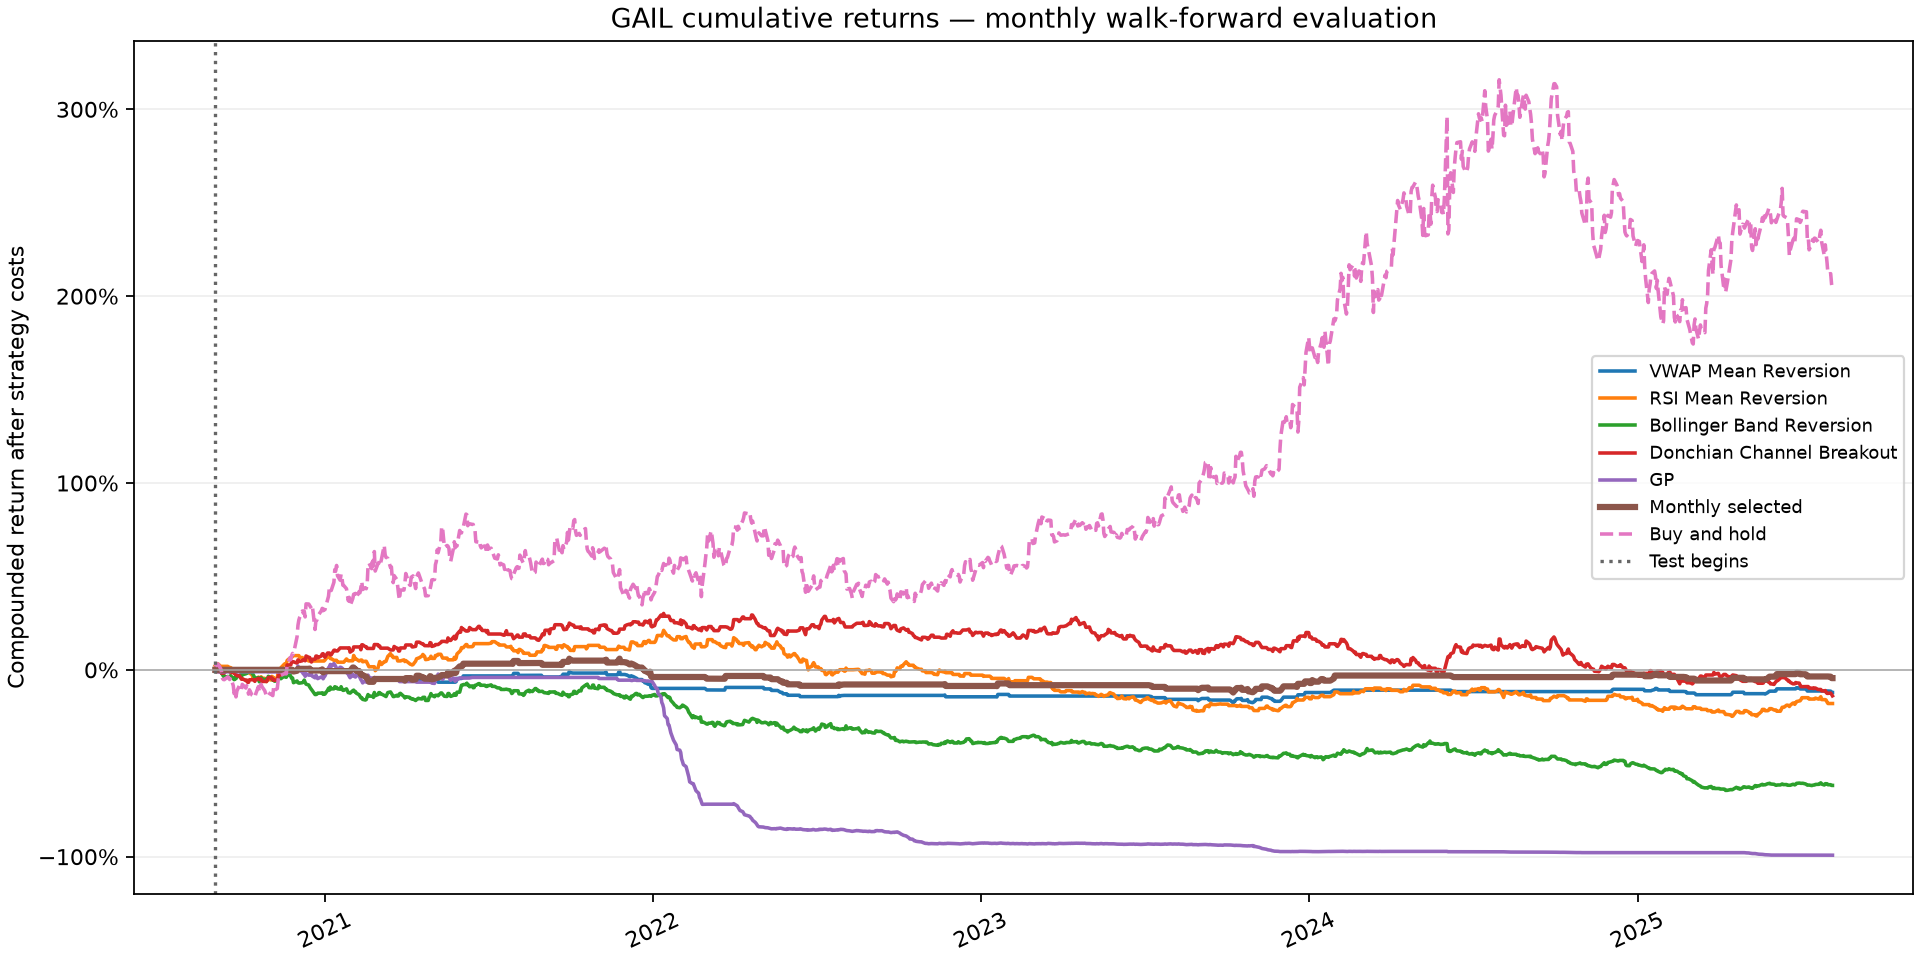 GAIL cumulative returns — monthly walk-forward evaluation
Compounded return after strategy costs
300%
200%
100%
0%
−100%
2021
2022
2023
2024
2025
VWAP Mean Reversion
RSI Mean Reversion
Bollinger Band Reversion
Donchian Channel Breakout
GP
Monthly selected
Buy and hold
Test begins